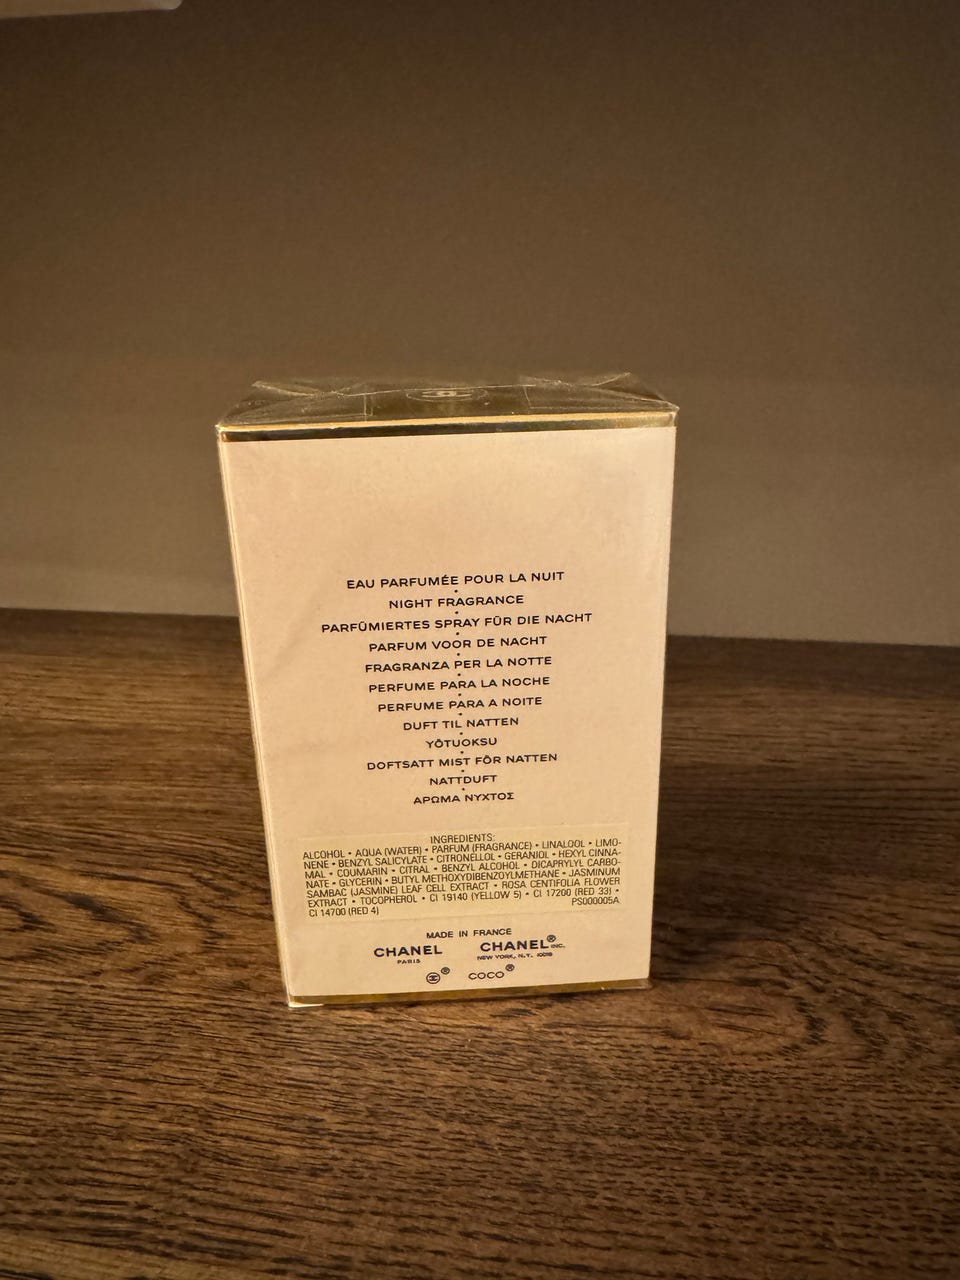 EAU PARFUMÉE POUR LA NUIT
•
NIGHT FRAGRANCE
•
PARFÜMIERTES SPRAY FÜR DIE NACHT
•
PARFUM VOOR DE NACHT
•
FRAGRANZA PER LA NOTTE
•
PERFUME PARA LA NOCHE
•
PERFUME PARA A NOITE
•
DUFT TIL NATTEN
•
YÖTUOKSU
•
DOFTSATT MIST FÖR NATTEN
•
NATTDUFT
•
ΑΡΩΜΑ ΝΥΧΤΟΣ
INGREDIENTS:
ALCOHOL • AQUA (WATER) • PARFUM (FRAGRANCE) • LINALOOL • LIMO-
NENE • BENZYL SALICYLATE • CITRONELLOL • GERANIOL • HEXYL CINNA-
MAL • COUMARIN • CITRAL • BENZYL ALCOHOL • DICAPRYLYL CARBO-
NATE • GLYCERIN • BUTYL METHOXYDIBENZOYLMETHANE • JASMINUM
SAMBAC (JASMINE) LEAF CELL EXTRACT • ROSA CENTIFOLIA FLOWER
EXTRACT • TOCOPHEROL • CI 19140 (YELLOW 5) • CI 17200 (RED 33) •
CI 14700 (RED 4) PS000005A
MADE IN FRANCE
CHANEL CHANEL® INC.
PARIS NEW YORK, N.Y. 10019
® COCO®